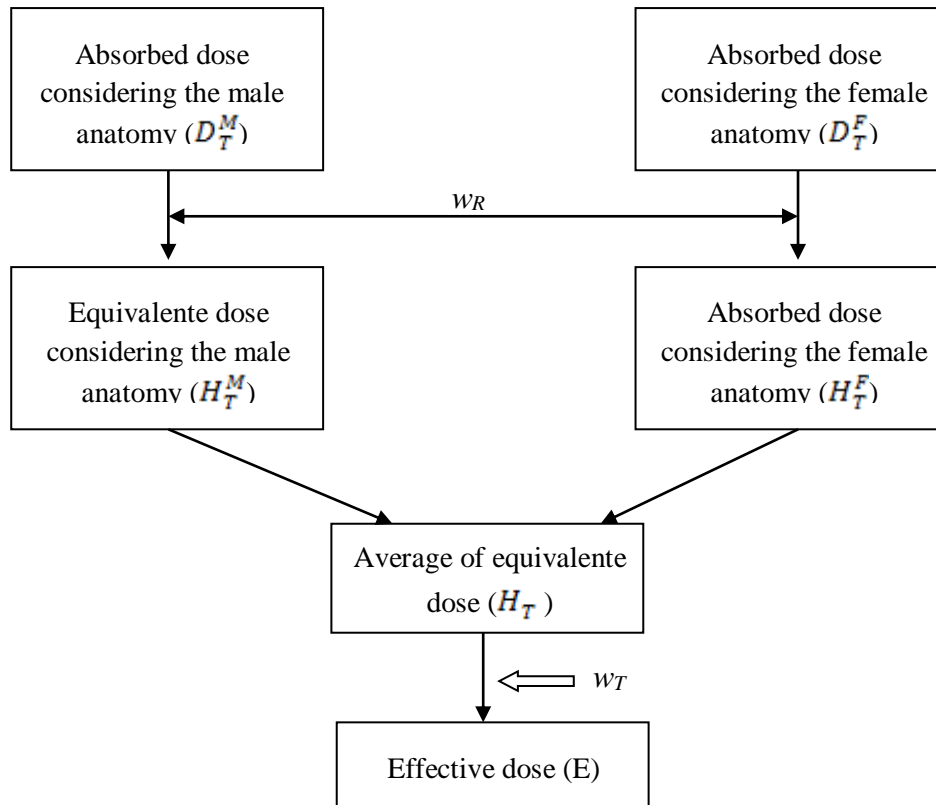 Absorbed dose
considering the male
anatomy (D_T^M)
Absorbed dose
considering the female
anatomy (D_T^F)
w_R
Equivalente dose
considering the male
anatomy (H_T^M)
Absorbed dose
considering the female
anatomy (H_T^F)
Average of equivalente
dose (H_T )
w_T
Effective dose (E)